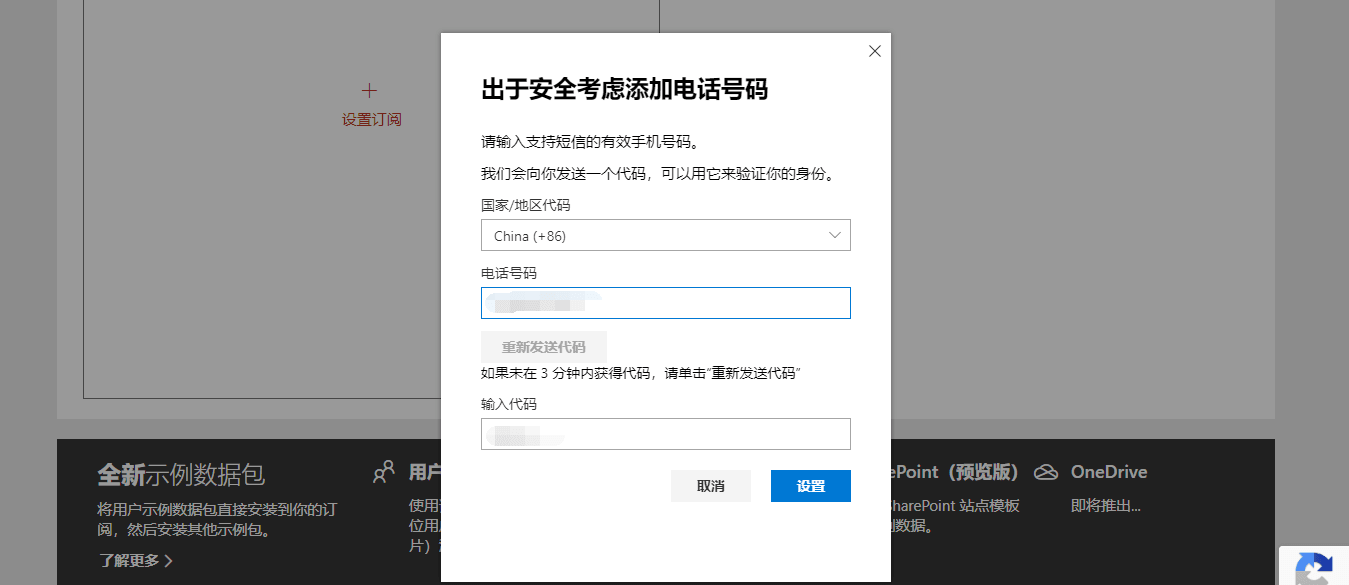 设置订阅
出于安全考虑添加电话号码
请输入支持短信的有效手机号码。
我们会向你发送一个代码，可以用它来验证你的身份。
国家/地区代码
China (+86)
电话号码
重新发送代码
如果未在 3 分钟内获得代码，请单击“重新发送代码”
输入代码
取消
设置
全新示例数据包
将用户示例数据包直接安装到你的订
阅，然后安装其他示例包。
了解更多
用户
使用
位用
片）
ePoint（预览版）
SharePoint 站点模板
数据。
OneDrive
即将推出...